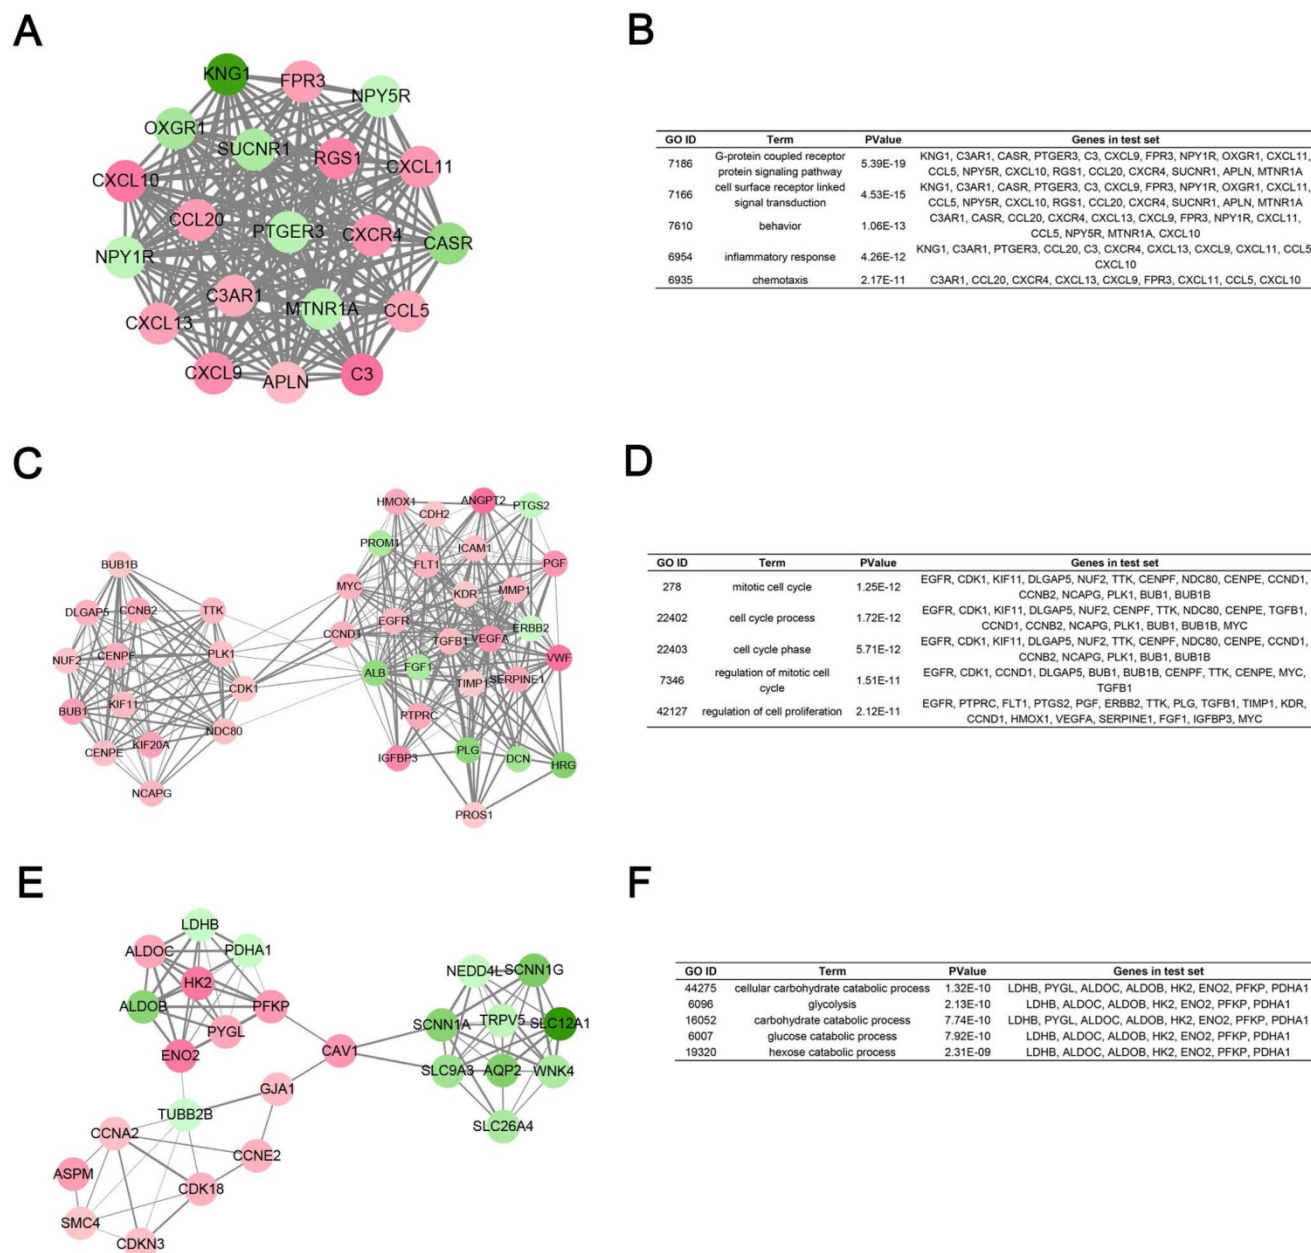 A
KNG1
FPR3
NPY5R
OXGR1
SUCNR1
RGS1
CXCL11
CXCL10
CCL20
PTGER3
CXCR4
CASR
NPY1R
C3AR1
MTNR1A
CCL5
CXCL13
CXCL9
APLN
C3
B
GO ID Term PValue Genes in test set
7186 G-protein coupled receptor protein signaling pathway 5.39E-19 KNG1, C3AR1, CASR, PTGER3, C3, CXCL9, FPR3, NPY1R, OXGR1, CXCL11,
CCL5, NPY5R, CXCL10, RGS1, CCL20, CXCR4, SUCNR1, APLN, MTNR1A
7166 cell surface receptor linked signal transduction 4.53E-15 KNG1, C3AR1, CASR, PTGER3, C3, CXCL9, FPR3, NPY1R, OXGR1, CXCL11,
CCL5, NPY5R, CXCL10, RGS1, CCL20, CXCR4, SUCNR1, APLN, MTNR1A
7610 behavior 1.06E-13 C3AR1, CASR, CCL20, CXCR4, CXCL13, CXCL9, FPR3, NPY1R, CXCL11,
CCL5, NPY5R, MTNR1A, CXCL10
6954 inflammatory response 4.26E-12 KNG1, C3AR1, PTGER3, CCL20, C3, CXCR4, CXCL13, CXCL9, CXCL11, CCL5
CXCL10
6935 chemotaxis 2.17E-11 C3AR1, CCL20, CXCR4, CXCL13, CXCL9, FPR3, CXCL11, CCL5, CXCL10
C
HMOX1
ANGPT2
PTGS2
CDH2
PROM1
ICAM1
BUB1B
FLT1
PGF
MYC
KDR
MMP1
DLGAP5
CCNB2
TTK
EGFR
ERBB2
CCND1
TGFB1
VEGFA
NUF2
CENPF
PLK1
VWF
ALB
FGF1
CDK1
TIMP1
SERPINE1
BUB1
KIF11
PTPRC
NDC80
CENPE
KIF20A
IGFBP3
PLG
DCN
HRG
NCAPG
PROS1
D
GO ID Term PValue Genes in test set
278 mitotic cell cycle 1.25E-12 EGFR, CDK1, KIF11, DLGAP5, NUF2, TTK, CENPF, NDC80, CENPE, CCND1,
CCNB2, NCAPG, PLK1, BUB1, BUB1B
22402 cell cycle process 1.72E-12 EGFR, CDK1, KIF11, DLGAP5, NUF2, CENPF, TTK, NDC80, CENPE, TGFB1,
CCND1, CCNB2, NCAPG, PLK1, BUB1, BUB1B, MYC
22403 cell cycle phase 5.71E-12 EGFR, CDK1, KIF11, DLGAP5, NUF2, TTK, CENPF, NDC80, CENPE, CCND1,
CCNB2, NCAPG, PLK1, BUB1, BUB1B
7346 regulation of mitotic cell cycle 1.51E-11 EGFR, CDK1, CCND1, DLGAP5, BUB1, BUB1B, CENPF, TTK, CENPE, MYC,
TGFB1
42127 regulation of cell proliferation 2.12E-11 EGFR, PTPRC, FLT1, PTGS2, PGF, ERBB2, TTK, PLG, TGFB1, TIMP1, KDR,
CCND1, HMOX1, VEGFA, SERPINE1, FGF1, IGFBP3, MYC
E
LDHB
ALDOC
PDHA1
HK2
ALDOB
PFKP
PYGL
ENO2
NEDD4L
SCNN1G
SCNN1A
TRPV5
SLC12A1
CAV1
SLC9A3
AQP2
WNK4
GJA1
TUBB2B
SLC26A4
CCNA2
CCNE2
ASPM
CDK18
SMC4
CDKN3
F
GO ID Term PValue Genes in test set
44275 cellular carbohydrate catabolic process 1.32E-10 LDHB, PYGL, ALDOC, ALDOB, HK2, ENO2, PFKP, PDHA1
6096 glycolysis 2.13E-10 LDHB, ALDOC, ALDOB, HK2, ENO2, PFKP, PDHA1
16052 carbohydrate catabolic process 7.74E-10 LDHB, PYGL, ALDOC, ALDOB, HK2, ENO2, PFKP, PDHA1
6007 glucose catabolic process 7.92E-10 LDHB, ALDOC, ALDOB, HK2, ENO2, PFKP, PDHA1
19320 hexose catabolic process 2.31E-09 LDHB, ALDOC, ALDOB, HK2, ENO2, PFKP, PDHA1